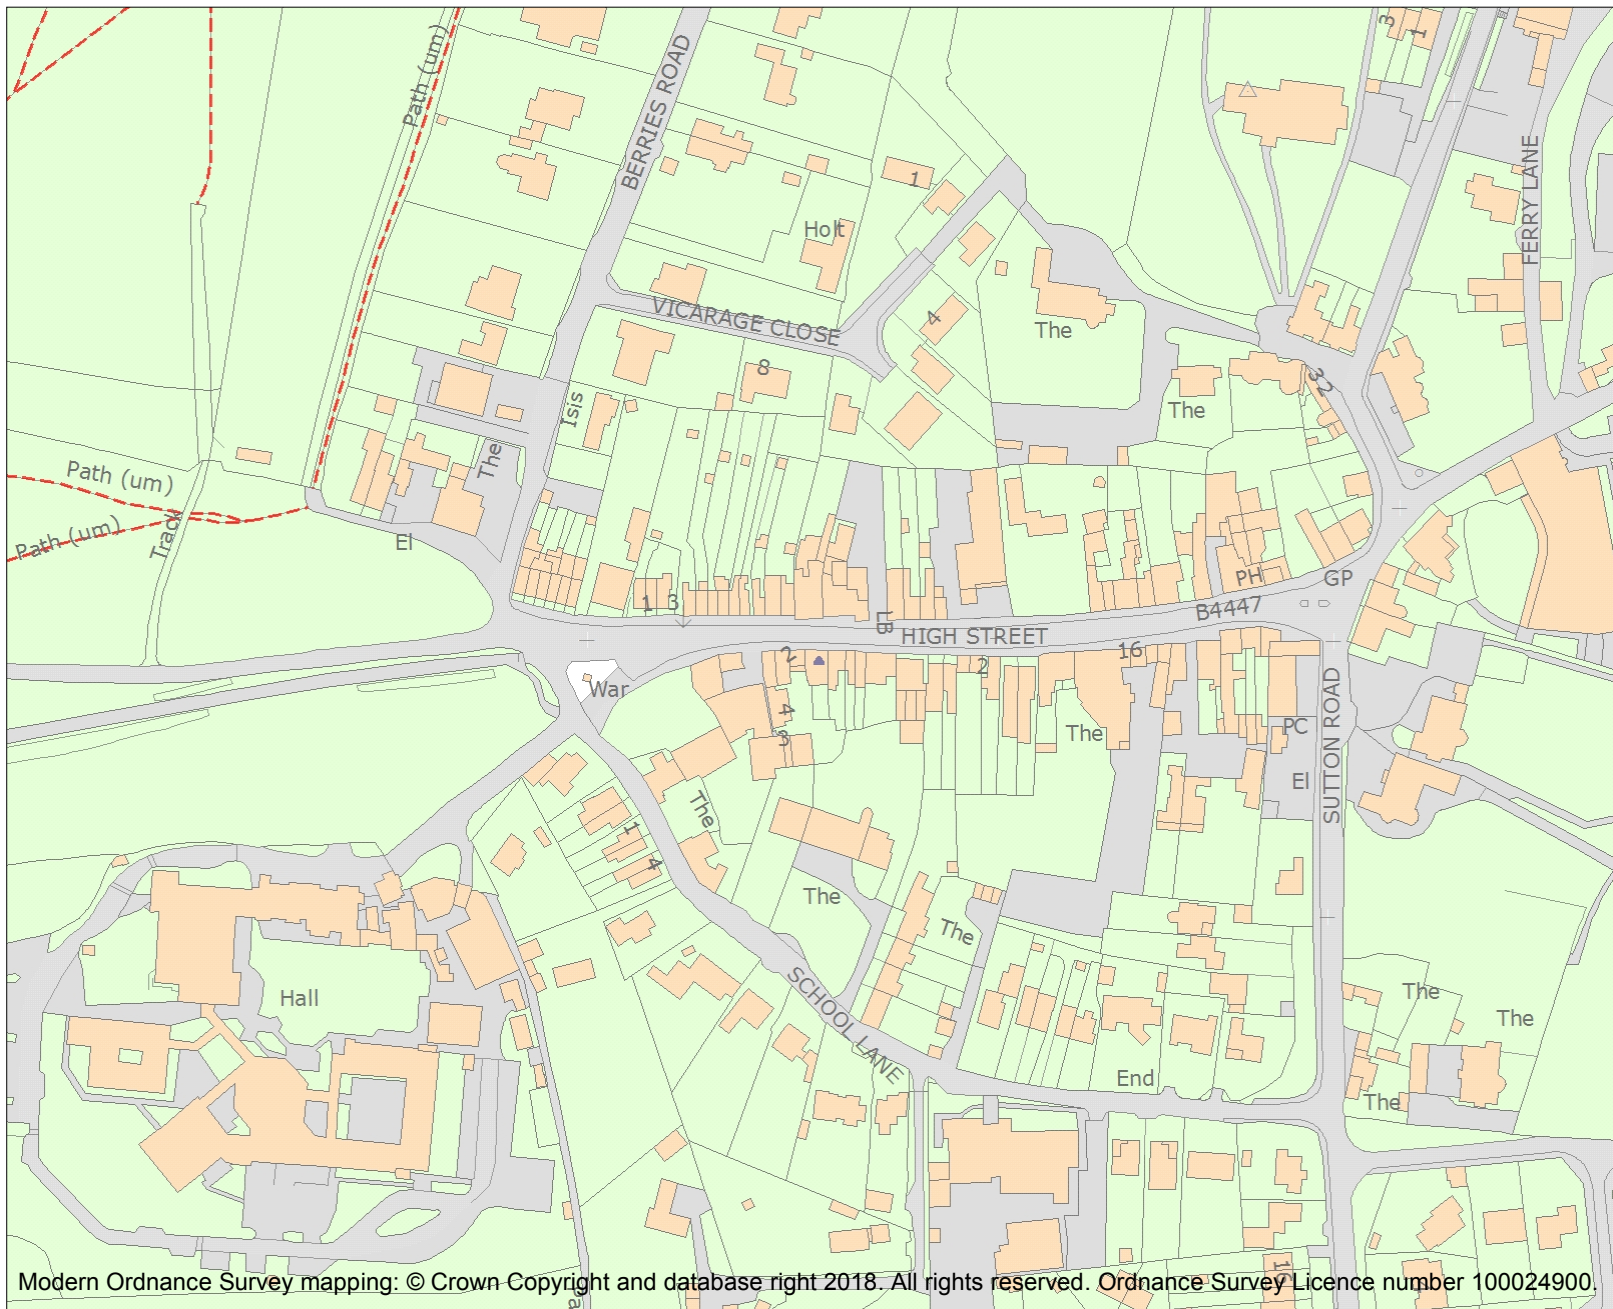 Path (um)
BERRIES ROAD
3
1
FERRY LANE
1
Holt
VICARAGE CLOSE
4
The
8
32
The
Isis
The
Path (um)
Path (um)
Track
El
PH
GP
B4447
1 3
LB
HIGH STREET
16
2
2
War
4
3
The
PC
El
SUTTON ROAD
The
1
4
The
The
Hall
SCHOOL LANE
The
The
End
The
16
Modern Ordnance Survey mapping: © Crown Copyright and database right 2018. All rights reserved. Ordnance Survey Licence number 100024900.